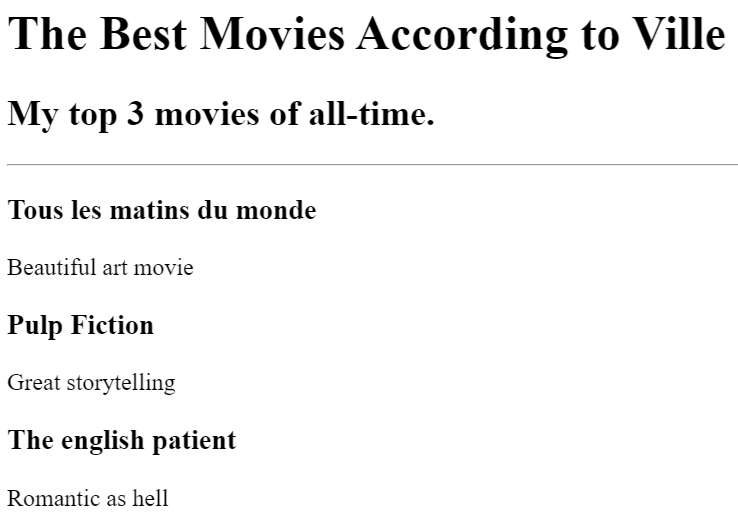 The Best Movies According to Ville
My top 3 movies of all-time.
Tous les matins du monde
Beautiful art movie
Pulp Fiction
Great storytelling
The english patient
Romantic as hell